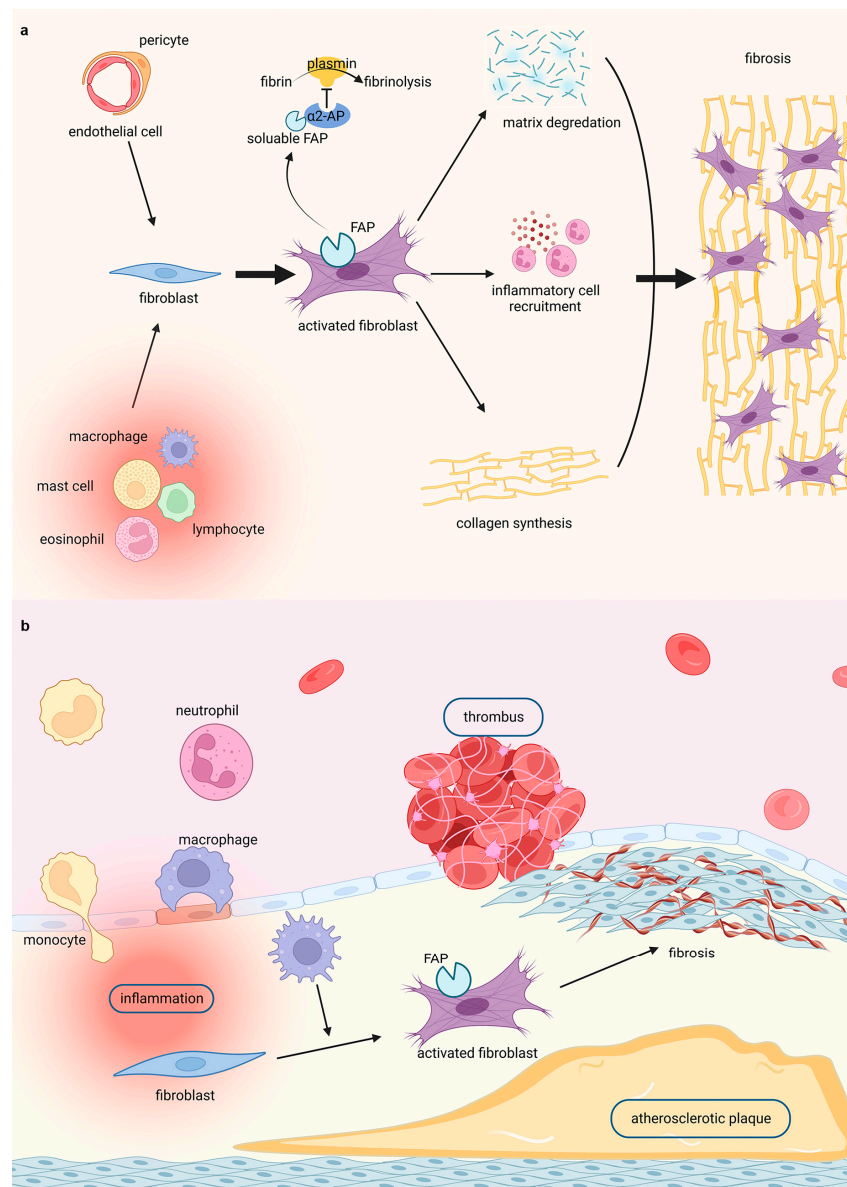 a
pericyte
endothelial cell
plasmin
fibrin
fibrinolysis
α2-AP
soluable FAP
matrix degredation
fibrosis
FAP
fibroblast
activated fibroblast
inflammatory cell
recruitment
macrophage
mast cell
lymphocyte
eosinophil
collagen synthesis
b
neutrophil
thrombus
macrophage
monocyte
fibrosis
FAP
inflammation
activated fibroblast
fibroblast
atherosclerotic plaque